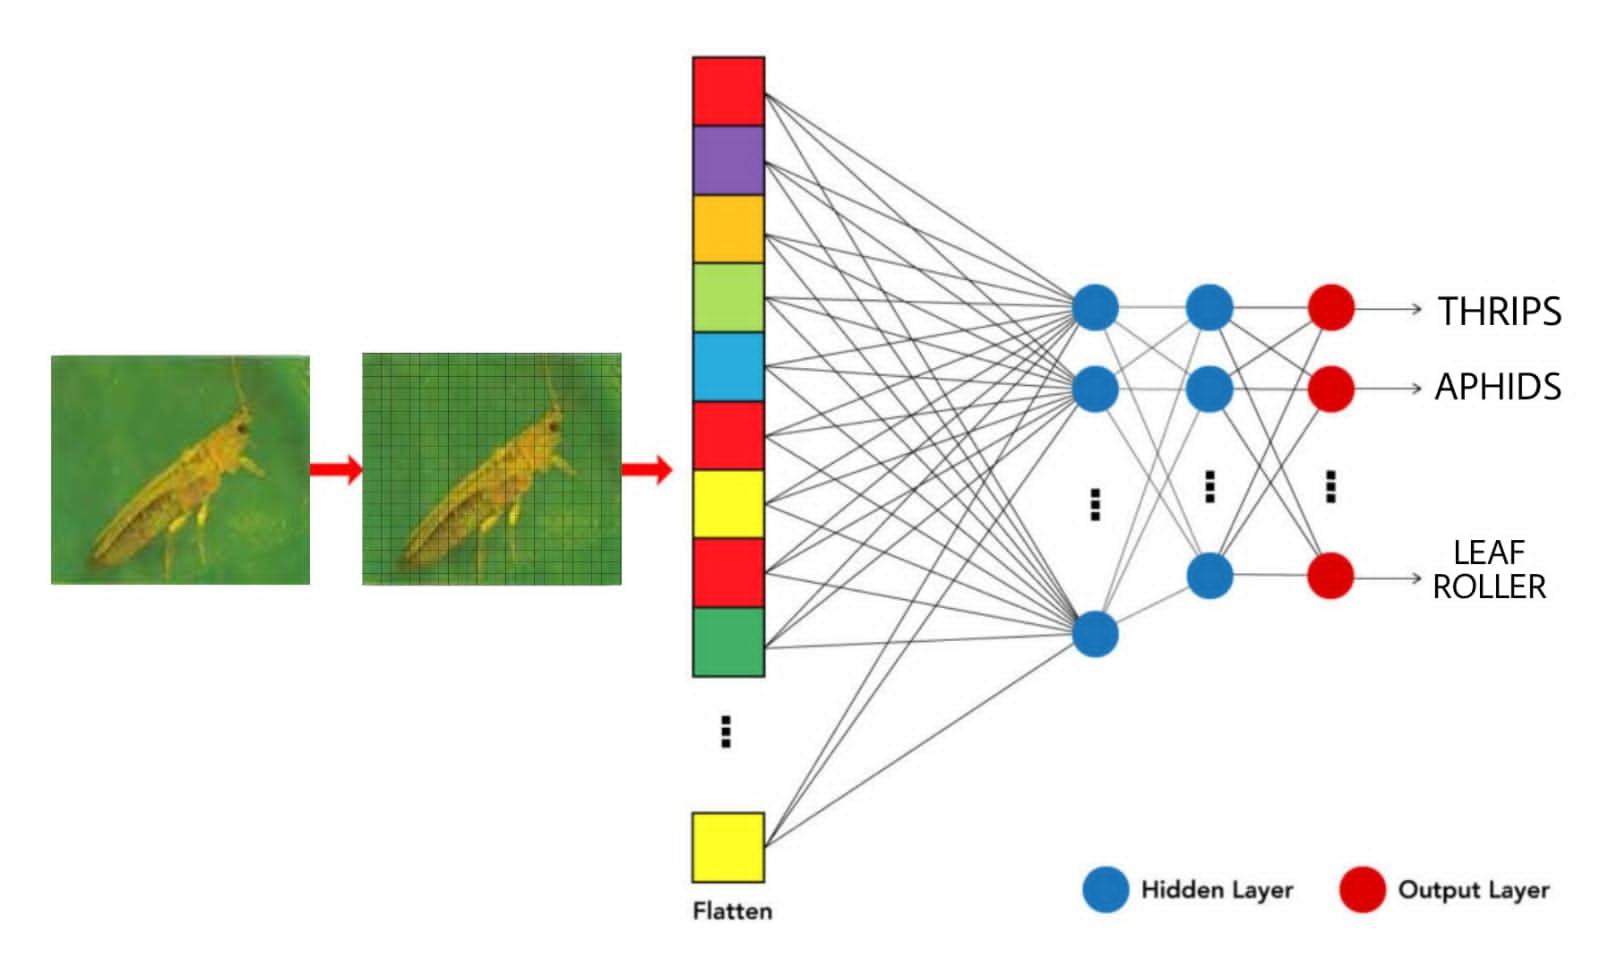 THRIPS
APHIDS
LEAF
ROLLER
Flatten
Hidden Layer
Output Layer